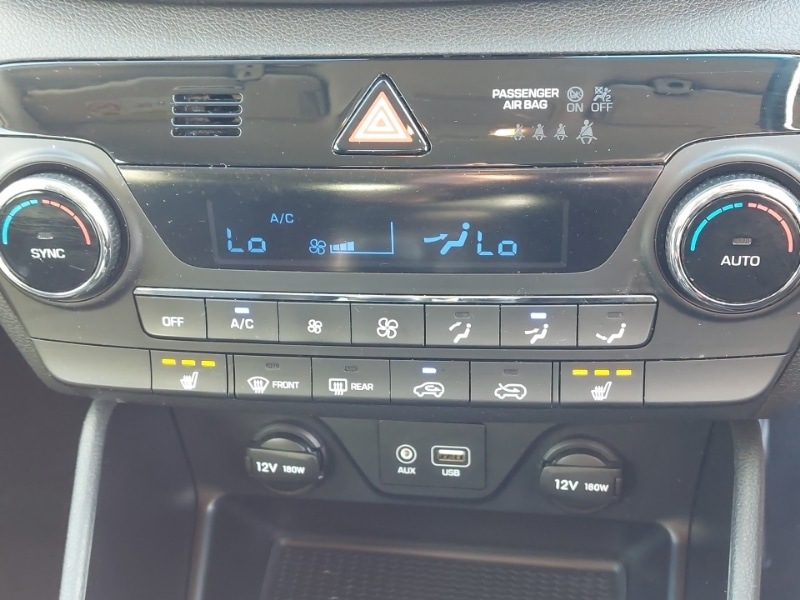 PASSENGER
AIR BAG ON OFF
A/C
Lo Lo
SYNC
AUTO
OFF A/C
FRONT REAR
12V 180W AUX USB 12V 180W